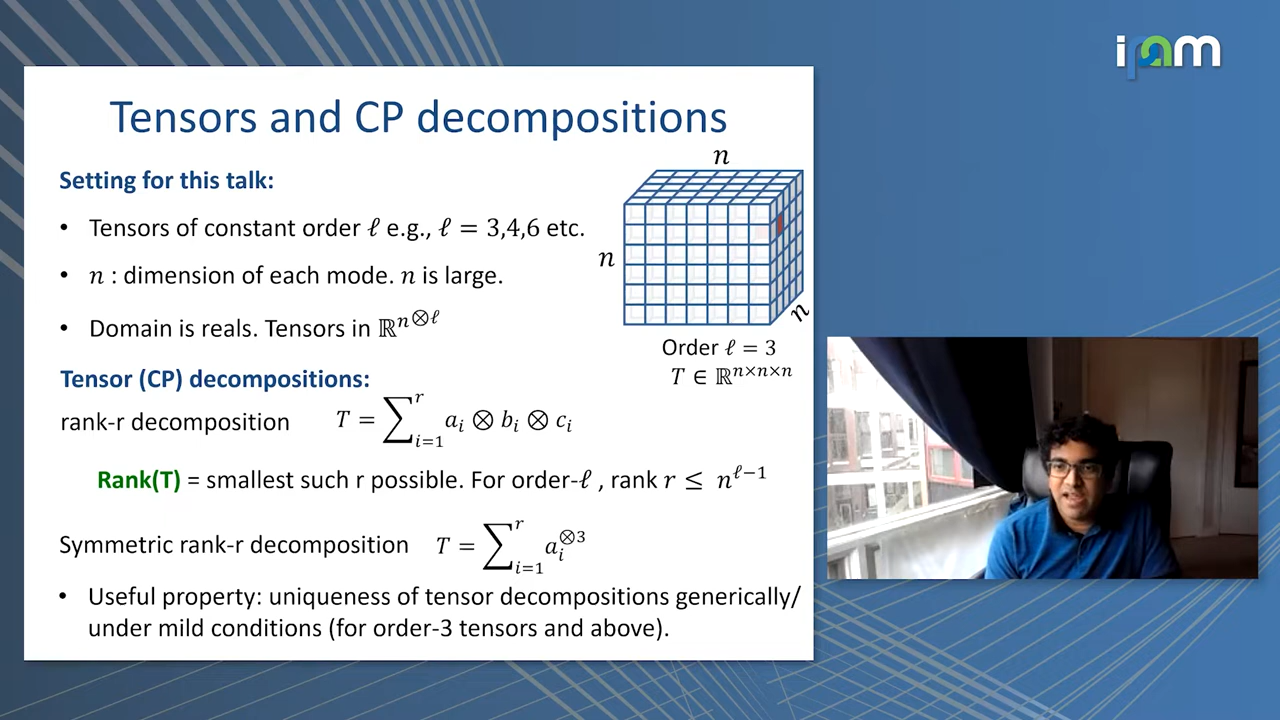 ipam
Tensors and CP decompositions
Setting for this talk:
• Tensors of constant order ℓ e.g., ℓ = 3,4,6 etc.
• n : dimension of each mode. n is large.
• Domain is reals. Tensors in ℝ^{n^{⊗ℓ}}
n
n
n
Order ℓ = 3
T ∈ ℝ^{n×n×n}
Tensor (CP) decompositions:
rank-r decomposition T = ∑_{i=1}^{r} a_i ⊗ b_i ⊗ c_i
Rank(T) = smallest such r possible. For order-ℓ , rank r ≤ n^{ℓ−1}
Symmetric rank-r decomposition T = ∑_{i=1}^{r} a_i^{⊗3}
• Useful property: uniqueness of tensor decompositions generically/
under mild conditions (for order-3 tensors and above).